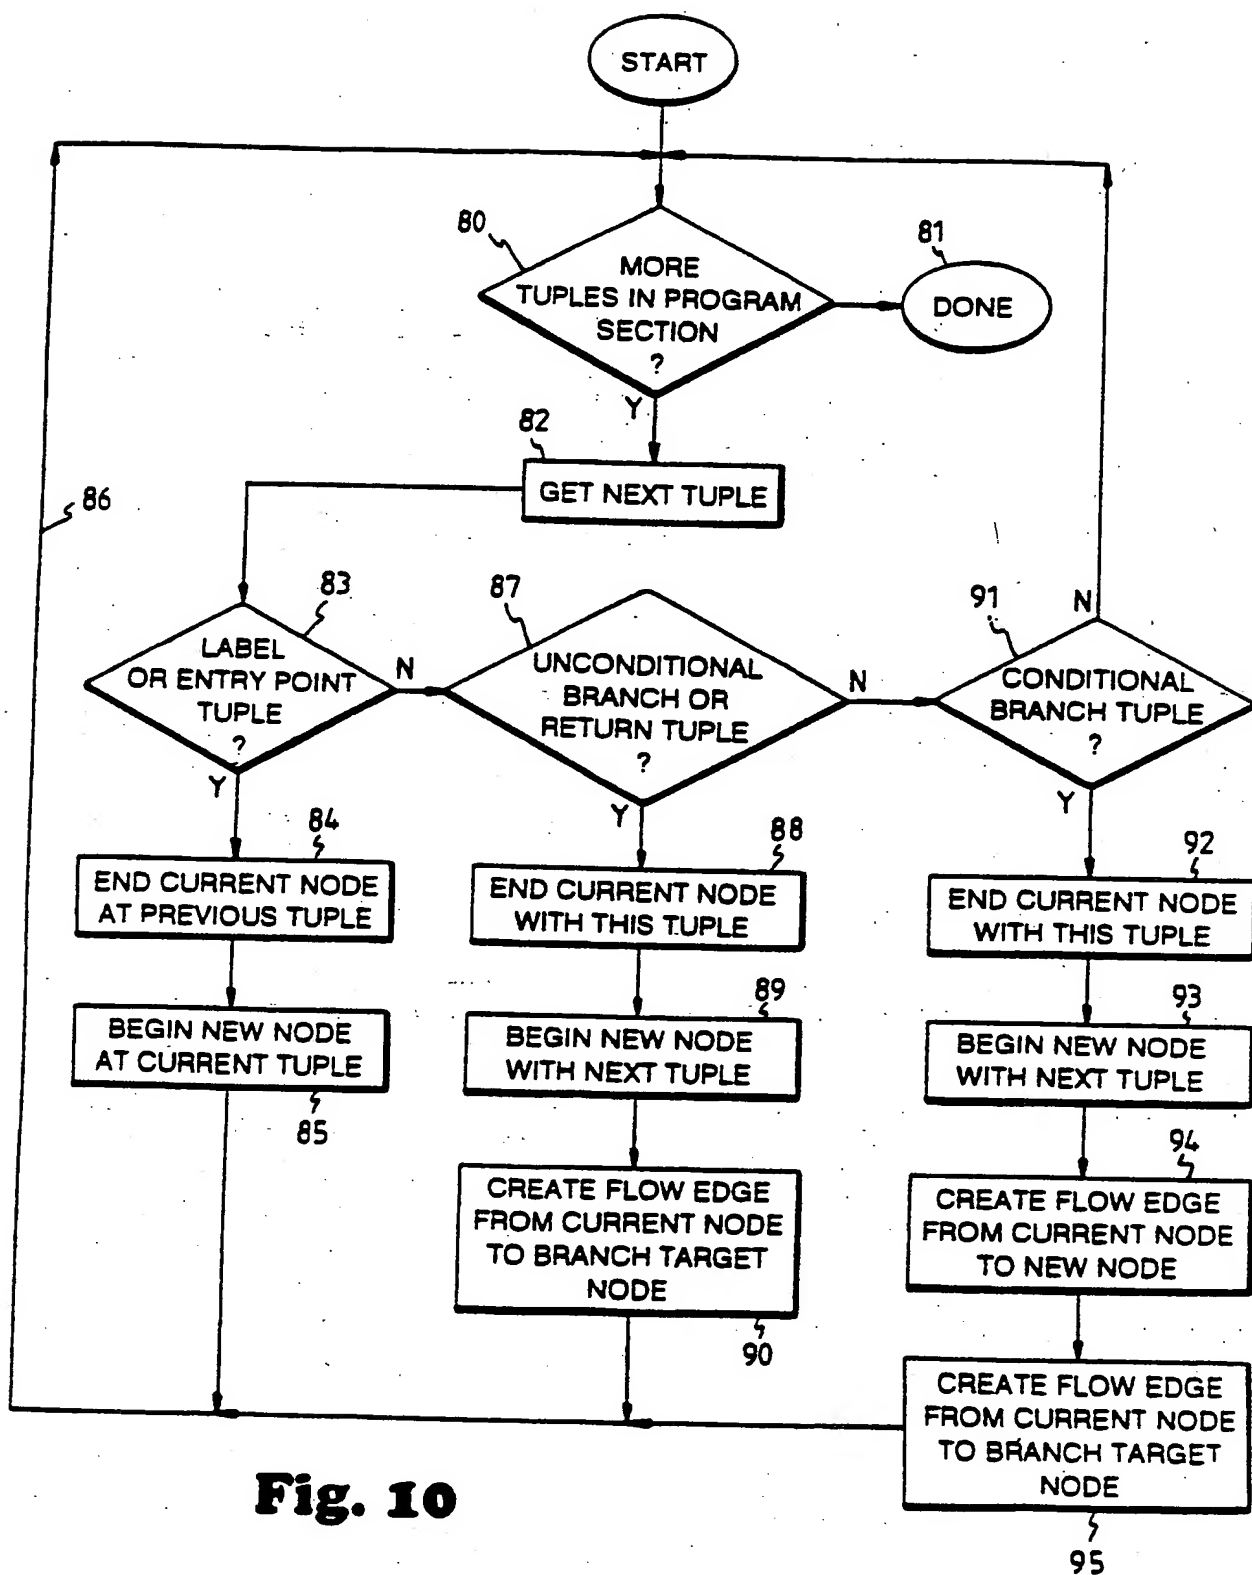 START
80
MORE
TUPLES IN PROGRAM
SECTION
?
81
DONE
Y
82
GET NEXT TUPLE
86
83
LABEL
OR ENTRY POINT
TUPLE
?
N
Y
87
UNCONDITIONAL
BRANCH OR
RETURN TUPLE
?
N
Y
91
N
CONDITIONAL
BRANCH TUPLE
?
Y
84
END CURRENT NODE
AT PREVIOUS TUPLE
88
END CURRENT NODE
WITH THIS TUPLE
92
END CURRENT NODE
WITH THIS TUPLE
BEGIN NEW NODE
AT CURRENT TUPLE
85
89
BEGIN NEW NODE
WITH NEXT TUPLE
93
BEGIN NEW NODE
WITH NEXT TUPLE
CREATE FLOW EDGE
FROM CURRENT NODE
TO BRANCH TARGET
NODE
90
94
CREATE FLOW EDGE
FROM CURRENT NODE
TO NEW NODE
CREATE FLOW EDGE
FROM CURRENT NODE
TO BRANCH TARGET
NODE
95
Fig. 10